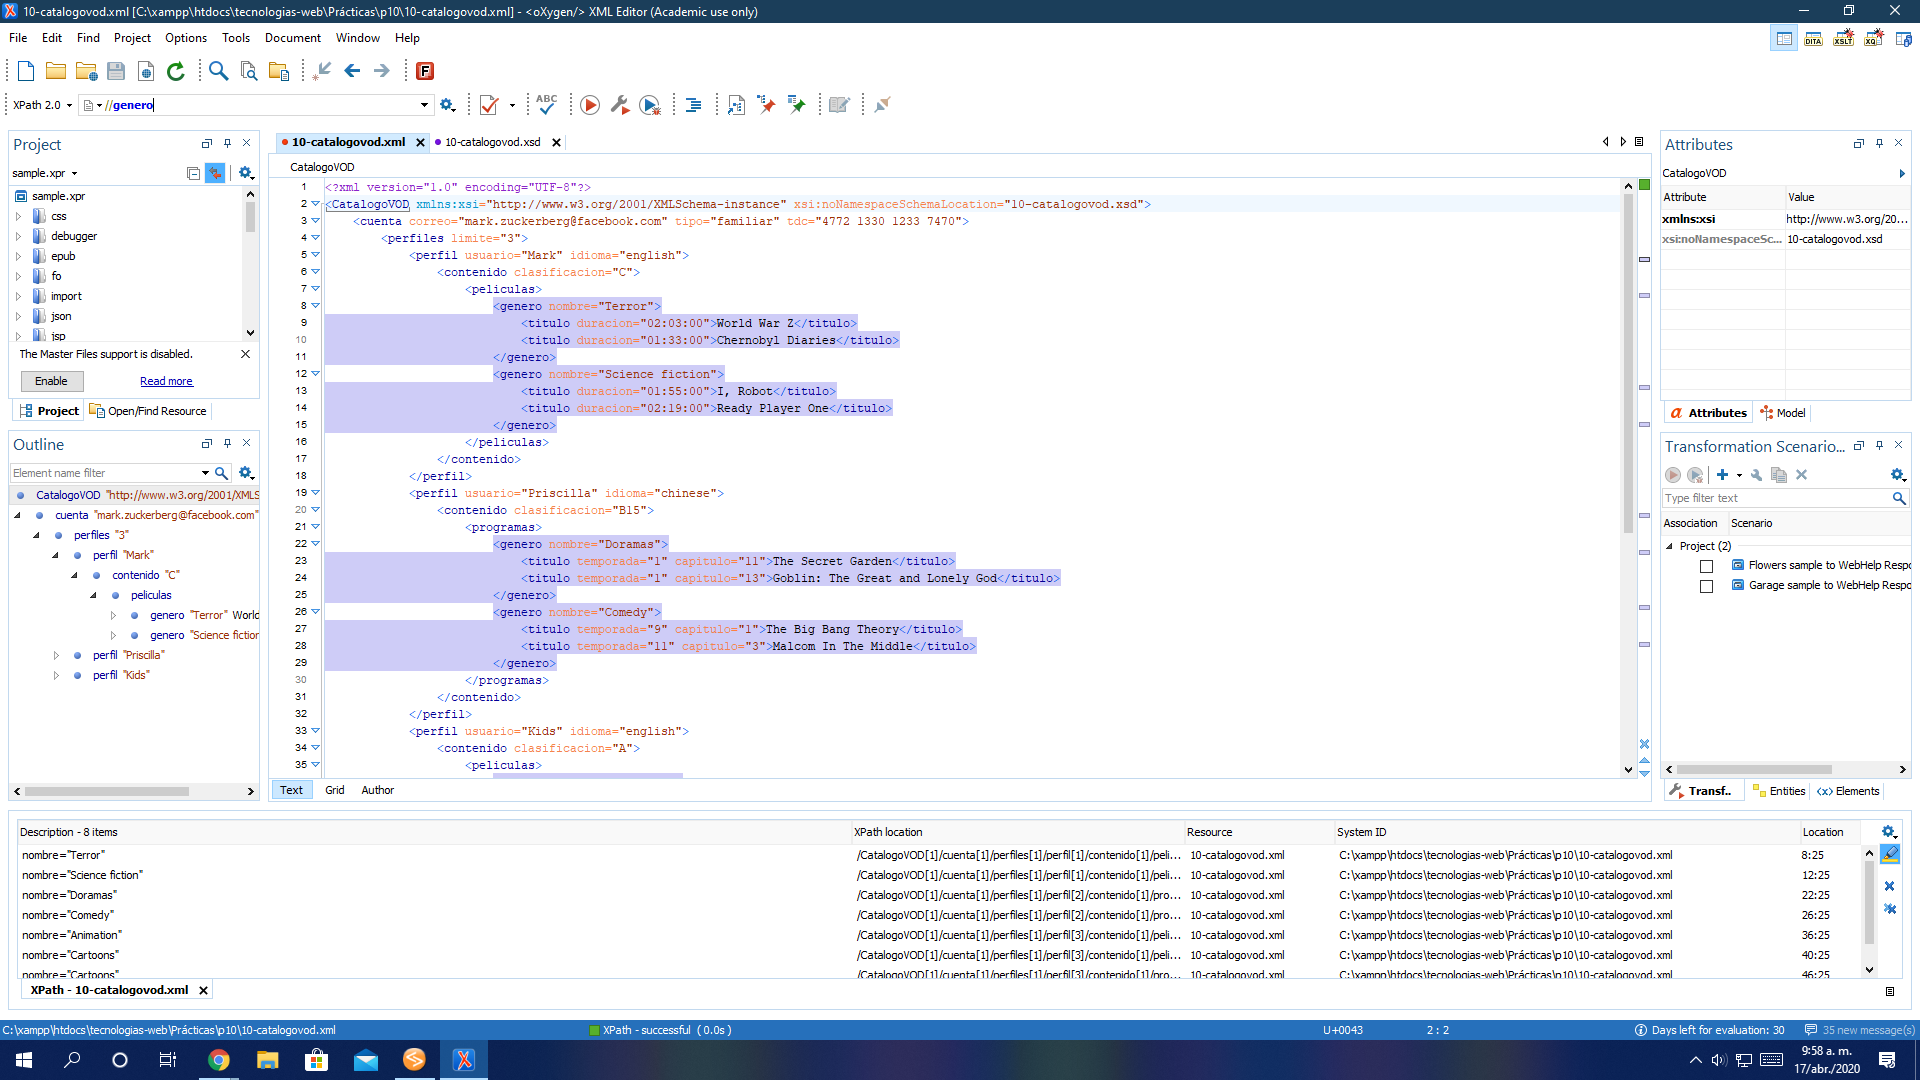 10-catalogovod.xml [C:\xampp\htdocs\tecnologias-web\Prácticas\p10\10-catalogovod.xml] - <oXygen/> XML Editor (Academic use only)
File Edit Find Project Options Tools Document Window Help
DITA XSLT XQ
XPath 2.0 //genero ABC
Project
sample.xpr
sample.xpr
css
debugger
epub
fo
import
json
jsp
The Master Files support is disabled.
Enable Read more
Project Open/Find Resource
Outline
Element name filter
CatalogoVOD "http://www.w3.org/2001/XMLS
cuenta "mark.zuckerberg@facebook.com"
perfiles "3"
perfil "Mark"
contenido "C"
peliculas
genero "Terror" World
genero "Science fiction
perfil "Priscilla"
perfil "Kids"
10-catalogovod.xml 10-catalogovod.xsd
CatalogoVOD
1 <?xml version="1.0" encoding="UTF-8"?>
2 <CatalogoVOD xmlns:xsi="http://www.w3.org/2001/XMLSchema-instance" xsi:noNamespaceSchemaLocation="10-catalogovod.xsd">
3 <cuenta correo="mark.zuckerberg@facebook.com" tipo="familiar" tdc="4772 1330 1233 7470">
4 <perfiles limite="3">
5 <perfil usuario="Mark" idioma="english">
6 <contenido clasificacion="C">
7 <peliculas>
8 <genero nombre="Terror">
9 <titulo duracion="02:03:00">World War Z</titulo>
10 <titulo duracion="01:33:00">Chernobyl Diaries</titulo>
11 </genero>
12 <genero nombre="Science fiction">
13 <titulo duracion="01:55:00">I, Robot</titulo>
14 <titulo duracion="02:19:00">Ready Player One</titulo>
15 </genero>
16 </peliculas>
17 </contenido>
18 </perfil>
19 <perfil usuario="Priscilla" idioma="chinese">
20 <contenido clasificacion="B15">
21 <programas>
22 <genero nombre="Doramas">
23 <titulo temporada="1" capitulo="11">The Secret Garden</titulo>
24 <titulo temporada="1" capitulo="13">Goblin: The Great and Lonely God</titulo>
25 </genero>
26 <genero nombre="Comedy">
27 <titulo temporada="9" capitulo="1">The Big Bang Theory</titulo>
28 <titulo temporada="11" capitulo="3">Malcom In The Middle</titulo>
29 </genero>
30 </programas>
31 </contenido>
32 </perfil>
33 <perfil usuario="Kids" idioma="english">
34 <contenido clasificacion="A">
35 <peliculas>
Text Grid Author
Attributes
CatalogoVOD
Attribute Value
xmlns:xsi http://www.w3.org/20...
xsi:noNamespaceSc... 10-catalogovod.xsd
Attributes Model
Transformation Scenario...
Type filter text
Association Scenario
Project (2)
Flowers sample to WebHelp Respo
Garage sample to WebHelp Respo
Transf.. Entities Elements
Description - 8 items XPath location Resource System ID Location
nombre="Terror" /CatalogoVOD[1]/cuenta[1]/perfiles[1]/perfil[1]/contenido[1]/peli... 10-catalogovod.xml C:\xampp\htdocs\tecnologias-web\Prácticas\p10\10-catalogovod.xml 8:25
nombre="Science fiction" /CatalogoVOD[1]/cuenta[1]/perfiles[1]/perfil[1]/contenido[1]/peli... 10-catalogovod.xml C:\xampp\htdocs\tecnologias-web\Prácticas\p10\10-catalogovod.xml 12:25
nombre="Doramas" /CatalogoVOD[1]/cuenta[1]/perfiles[1]/perfil[2]/contenido[1]/pro... 10-catalogovod.xml C:\xampp\htdocs\tecnologias-web\Prácticas\p10\10-catalogovod.xml 22:25
nombre="Comedy" /CatalogoVOD[1]/cuenta[1]/perfiles[1]/perfil[2]/contenido[1]/pro... 10-catalogovod.xml C:\xampp\htdocs\tecnologias-web\Prácticas\p10\10-catalogovod.xml 26:25
nombre="Animation" /CatalogoVOD[1]/cuenta[1]/perfiles[1]/perfil[3]/contenido[1]/peli... 10-catalogovod.xml C:\xampp\htdocs\tecnologias-web\Prácticas\p10\10-catalogovod.xml 36:25
nombre="Cartoons" /CatalogoVOD[1]/cuenta[1]/perfiles[1]/perfil[3]/contenido[1]/peli... 10-catalogovod.xml C:\xampp\htdocs\tecnologias-web\Prácticas\p10\10-catalogovod.xml 40:25
nombre="Cartoons" /CatalogoVOD[1]/cuenta[1]/perfiles[1]/perfil[3]/contenido[1]/pro... 10-catalogovod.xml C:\xampp\htdocs\tecnologias-web\Prácticas\p10\10-catalogovod.xml 46:25
XPath - 10-catalogovod.xml
C:\xampp\htdocs\tecnologias-web\Prácticas\p10\10-catalogovod.xml XPath - successful (0.0s) U+0043 2 : 2 Days left for evaluation: 30 35 new message(s)
9:58 a. m.
17/abr./2020